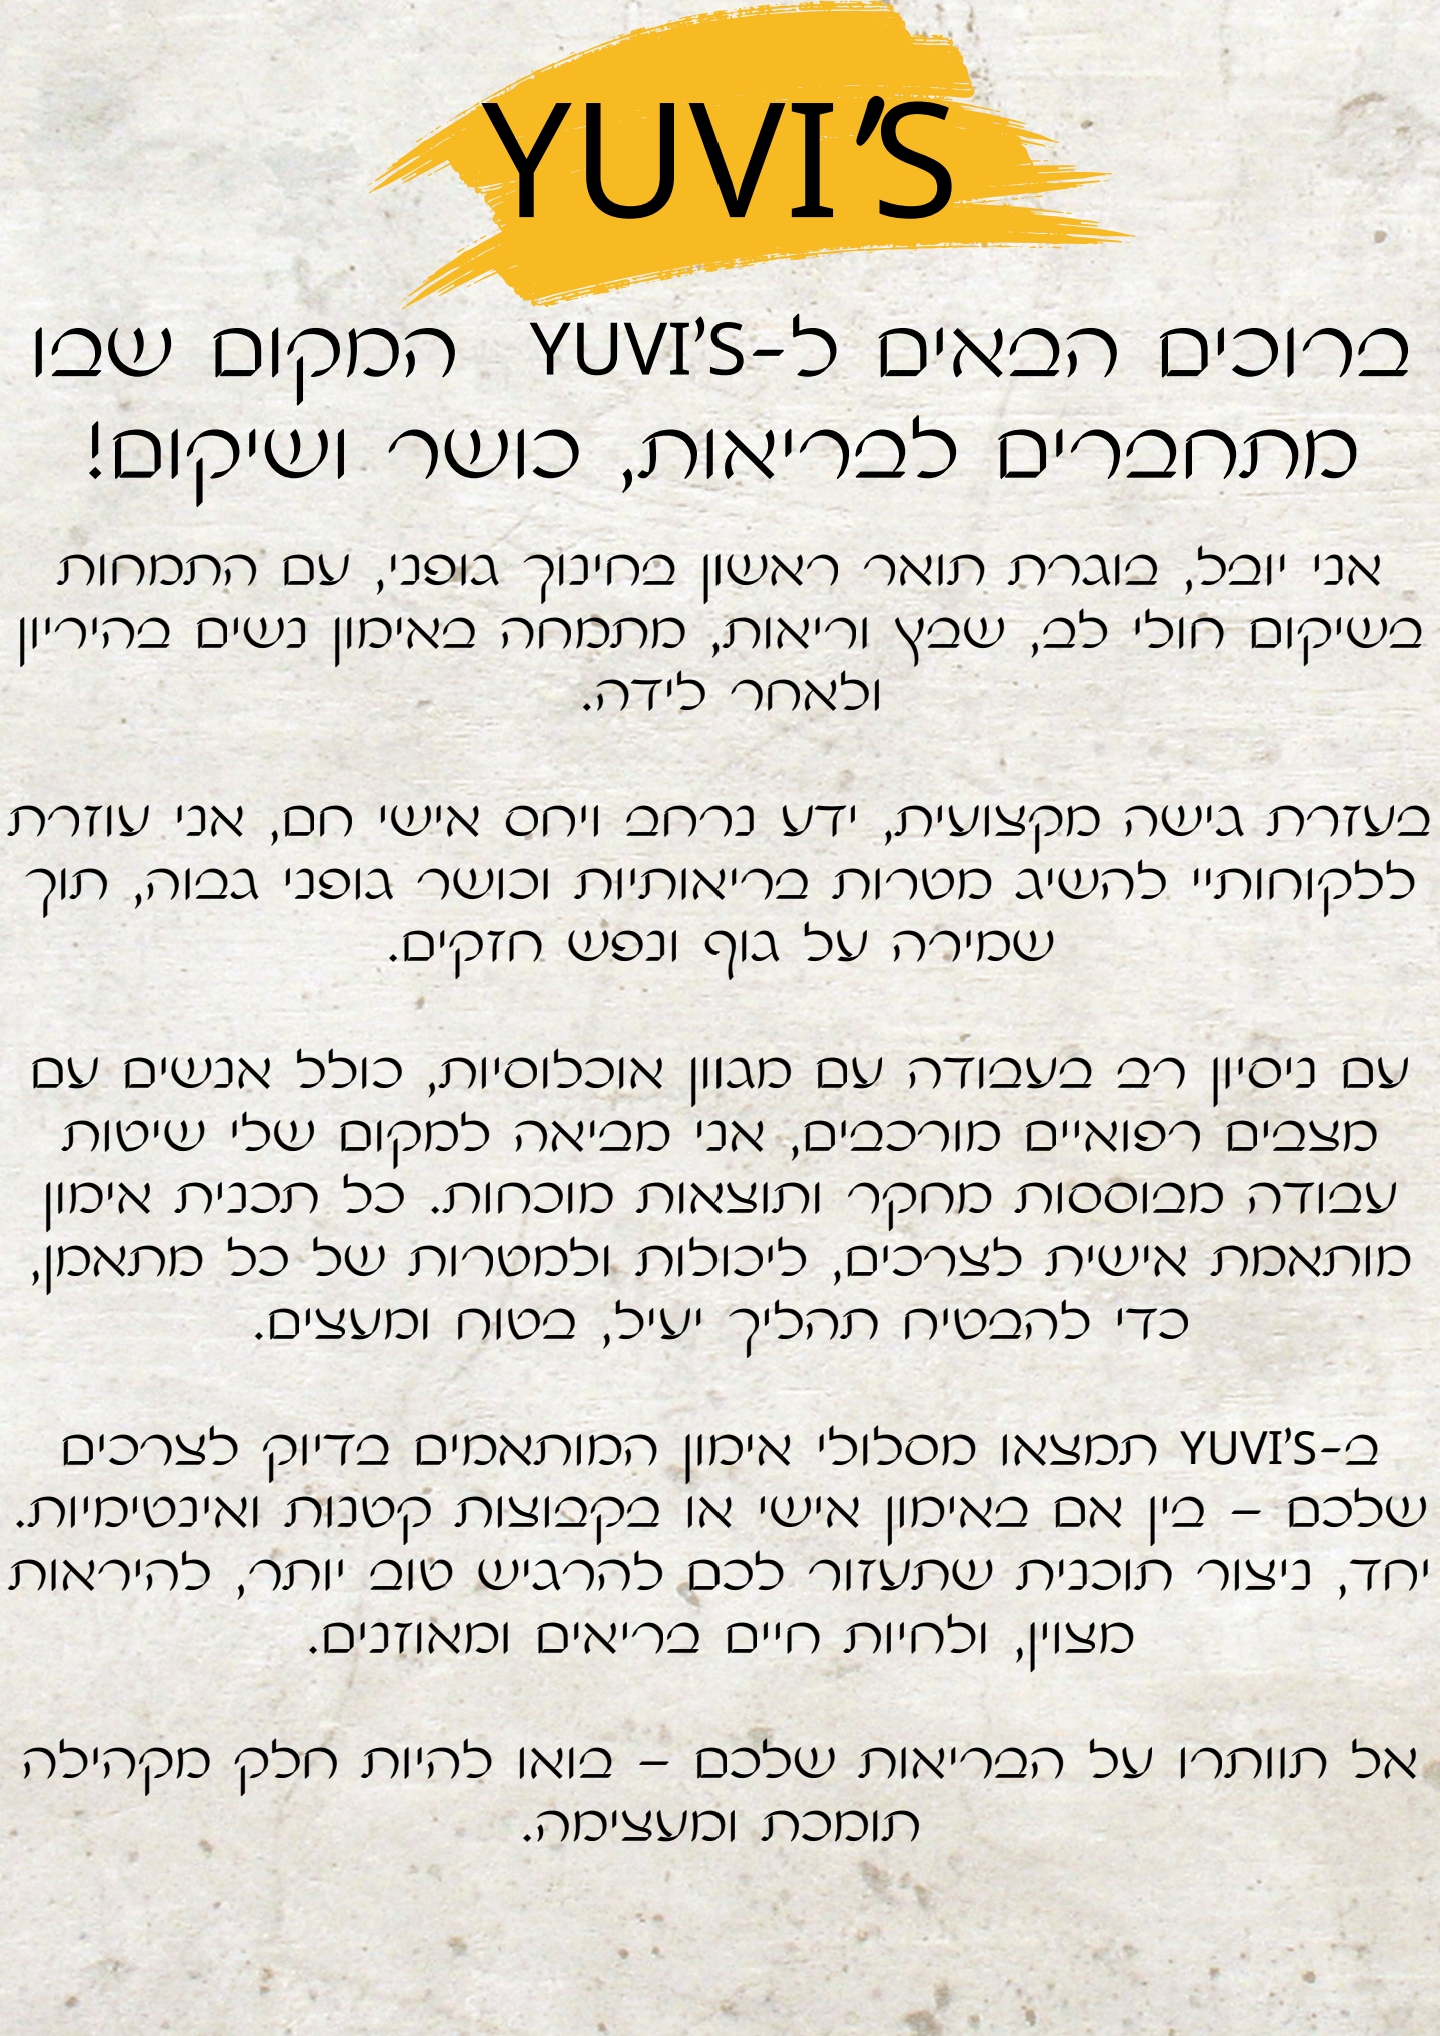 YUVI'S
ברוכים הבאים ל-YUVI'S המקום שבו
מתחברים לבריאות, כושר ושיקום!
אני יובל, בוגרת תואר ראשון בחינוך גופני, עם התמחות
בשיקום חולי לב, שבץ וריאות, מתמחה באימון נשים בהיריון
ולאחר לידה.
בעזרת גישה מקצועית, ידע נרחב ויחס אישי חם, אני עוזרת
ללקוחותיי להשיג מטרות בריאותיות וכושר גופני גבוה, תוך
שמירה על גוף ונפש חזקים.
עם ניסיון רב בעבודה עם מגוון אוכלוסיות, כולל אנשים עם
מצבים רפואיים מורכבים, אני מביאה למקום שלי שיטות
עבודה מבוססות מחקר ותוצאות מוכחות. כל תכנית אימון
מותאמת אישית לצרכים, ליכולות ולמטרות של כל מתאמן,
כדי להבטיח תהליך יעיל, בטוח ומעצים.
ב-YUVI'S תמצאו מסלולי אימון המותאמים בדיוק לצרכים
שלכם – בין אם באימון אישי או בקבוצות קטנות ואינטימיות.
יחד, ניצור תוכנית שתעזור לכם להרגיש טוב יותר, להיראות
מצוין, ולחיות חיים בריאים ומאוזנים.
אל תוותרו על הבריאות שלכם – בואו להיות חלק מקהילה
תומכת ומעצימה.